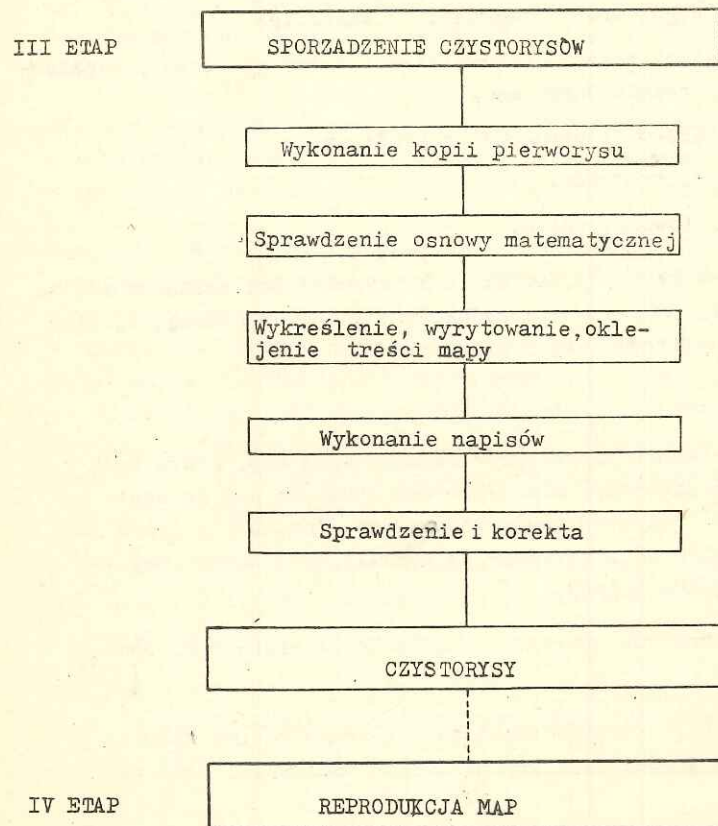 III ETAP
SPORZADZENIE CZYSTORYSÓW
Wykonanie kopii pierworysu
Sprawdzenie osnowy matematycznej
Wykreślenie, wyrytowanie,okle-
jenie treści mapy
Wykonanie napisów
Sprawdzenie i korekta
CZYSTORYSY
IV ETAP
REPRODUKCJA MAP